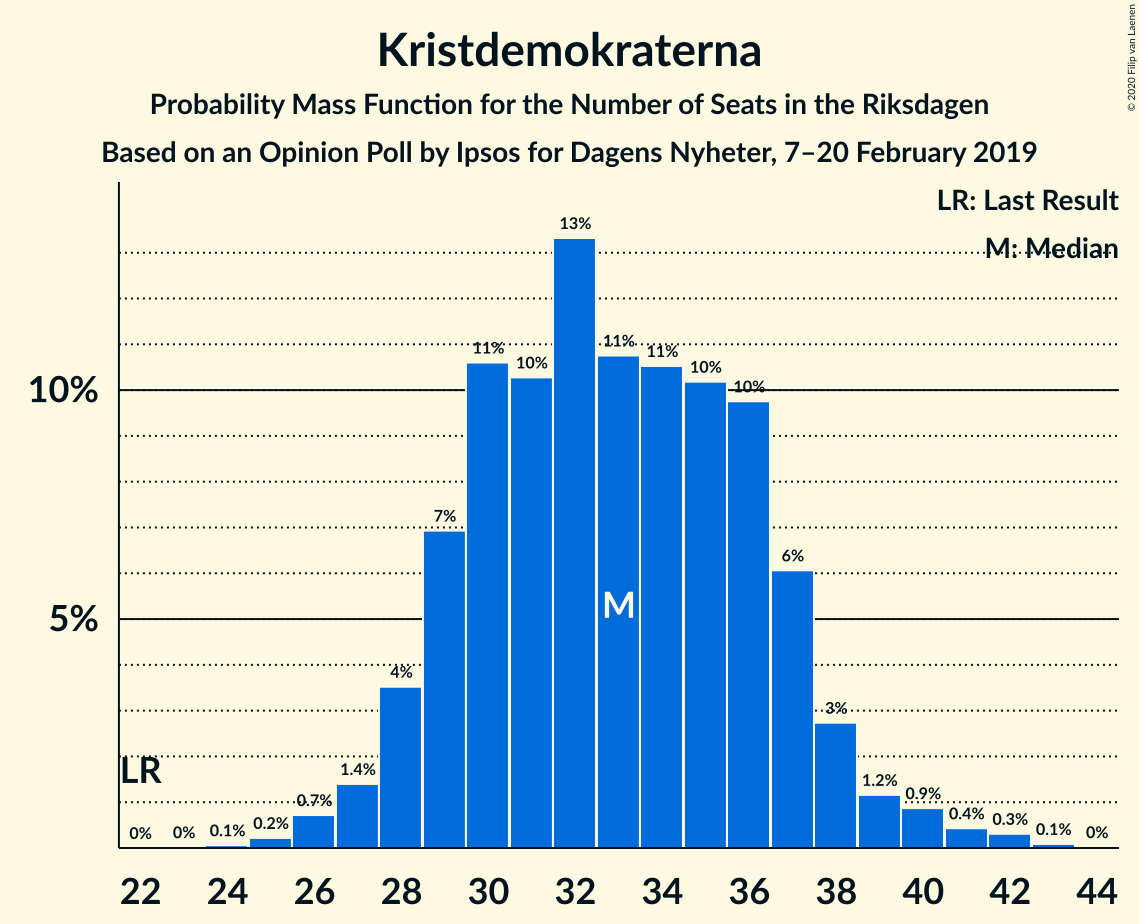 Kristdemokraterna
Probability Mass Function for the Number of Seats in the Riksdagen
Based on an Opinion Poll by Ipsos for Dagens Nyheter, 7–20 February 2019
© 2020 Filip van Laenen
LR: Last Result
M: Median
10%
5%
LR
M
0%
0%
0.1%
0.2%
0.7%
1.4%
4%
7%
11%
10%
13%
11%
11%
10%
10%
6%
3%
1.2%
0.9%
0.4%
0.3%
0.1%
0%
22 24 26 28 30 32 34 36 38 40 42 44